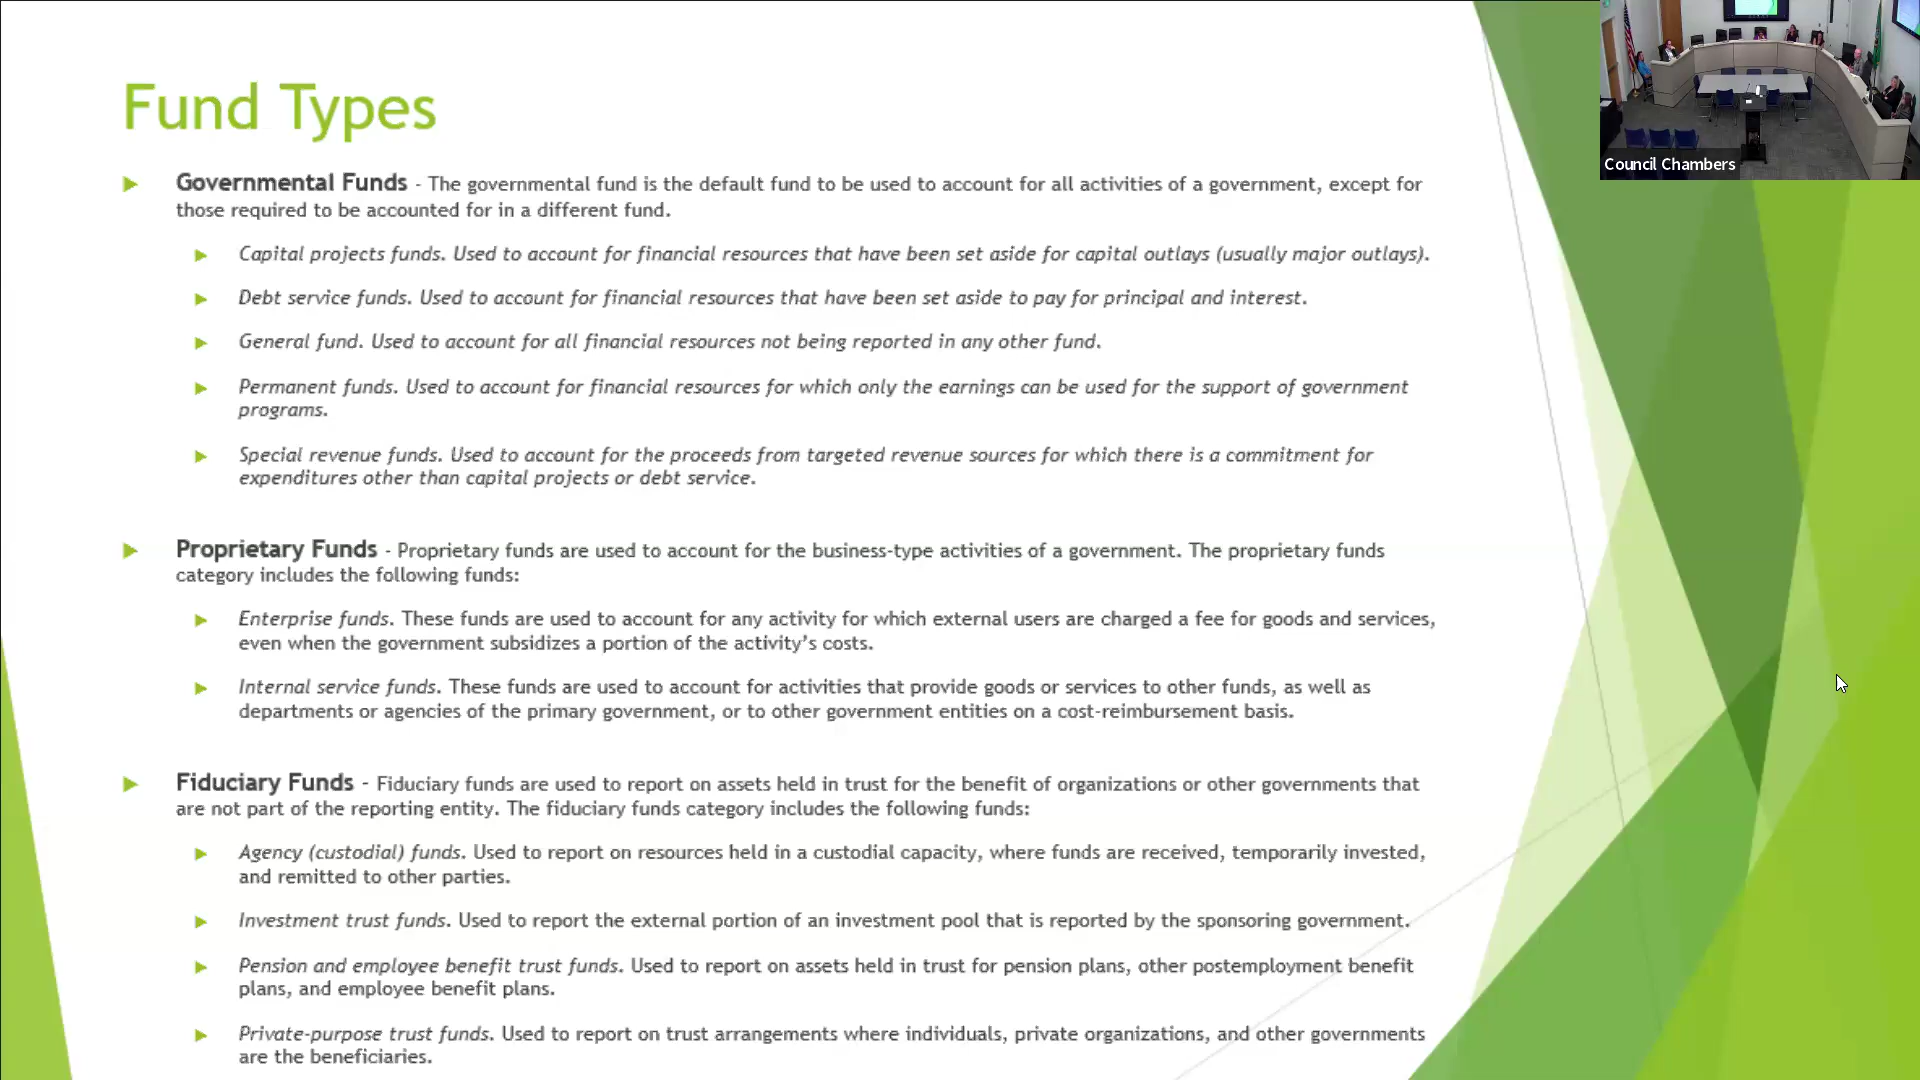 Fund Types
Governmental Funds - The governmental fund is the default fund to be used to account for all activities of a government, except for
those required to be accounted for in a different fund.
Capital projects funds. Used to account for financial resources that have been set aside for capital outlays (usually major outlays).
Debt service funds. Used to account for financial resources that have been set aside to pay for principal and interest.
General fund. Used to account for all financial resources not being reported in any other fund.
Permanent funds. Used to account for financial resources for which only the earnings can be used for the support of government
programs.
Special revenue funds. Used to account for the proceeds from targeted revenue sources for which there is a commitment for
expenditures other than capital projects or debt service.
Proprietary Funds - Proprietary funds are used to account for the business-type activities of a government. The proprietary funds
category includes the following funds:
Enterprise funds. These funds are used to account for any activity for which external users are charged a fee for goods and services,
even when the government subsidizes a portion of the activity's costs.
Internal service funds. These funds are used to account for activities that provide goods or services to other funds, as well as
departments or agencies of the primary government, or to other government entities on a cost-reimbursement basis.
Fiduciary Funds - Fiduciary funds are used to report on assets held in trust for the benefit of organizations or other governments that
are not part of the reporting entity. The fiduciary funds category includes the following funds:
Agency (custodial) funds. Used to report on resources held in a custodial capacity, where funds are received, temporarily invested,
and remitted to other parties.
Investment trust funds. Used to report the external portion of an investment pool that is reported by the sponsoring government.
Pension and employee benefit trust funds. Used to report on assets held in trust for pension plans, other postemployment benefit
plans, and employee benefit plans.
Private-purpose trust funds. Used to report on trust arrangements where individuals, private organizations, and other governments
are the beneficiaries.
Council Chambers